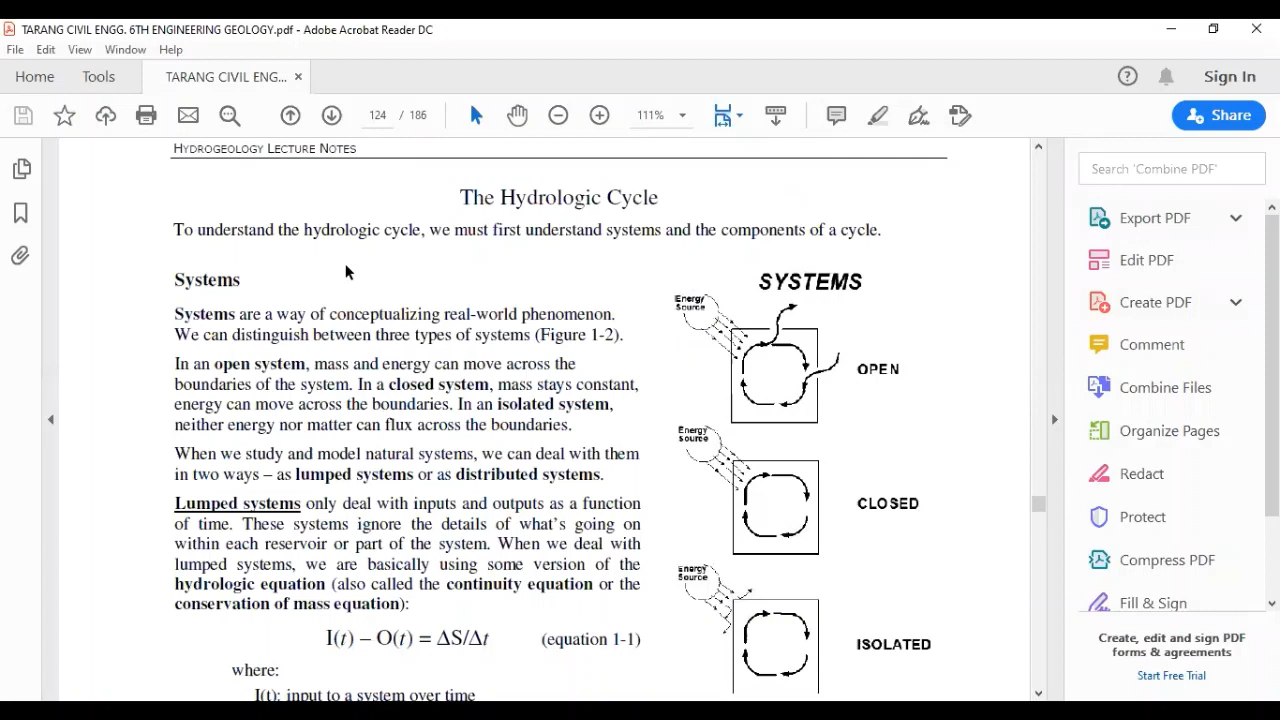 TARANG CIVIL ENGG. 6TH ENGINEERING GEOLOGY.pdf - Adobe Acrobat Reader DC
File Edit View Window Help
Home Tools TARANG CIVIL ENG... × Sign In
124 / 186 111% Share
HYDROGEOLOGY LECTURE NOTES
The Hydrologic Cycle
To understand the hydrologic cycle, we must first understand systems and the components of a cycle.
Systems
Systems are a way of conceptualizing real-world phenomenon.
We can distinguish between three types of systems (Figure 1-2).
In an open system, mass and energy can move across the
boundaries of the system. In a closed system, mass stays constant,
energy can move across the boundaries. In an isolated system,
neither energy nor matter can flux across the boundaries.
When we study and model natural systems, we can deal with them
in two ways – as lumped systems or as distributed systems.
Lumped systems only deal with inputs and outputs as a function
of time. These systems ignore the details of what's going on
within each reservoir or part of the system. When we deal with
lumped systems, we are basically using some version of the
hydrologic equation (also called the continuity equation or the
conservation of mass equation):
I(t) – O(t) = ΔS/Δt (equation 1-1)
where:
I(t): input to a system over time
SYSTEMS
Energy
Source
OPEN
Energy
Source
CLOSED
Energy
Source
ISOLATED
Search 'Combine PDF'
Export PDF
Edit PDF
Create PDF
Comment
Combine Files
Organize Pages
Redact
Protect
Compress PDF
Fill & Sign
Create, edit and sign PDF
forms & agreements
Start Free Trial